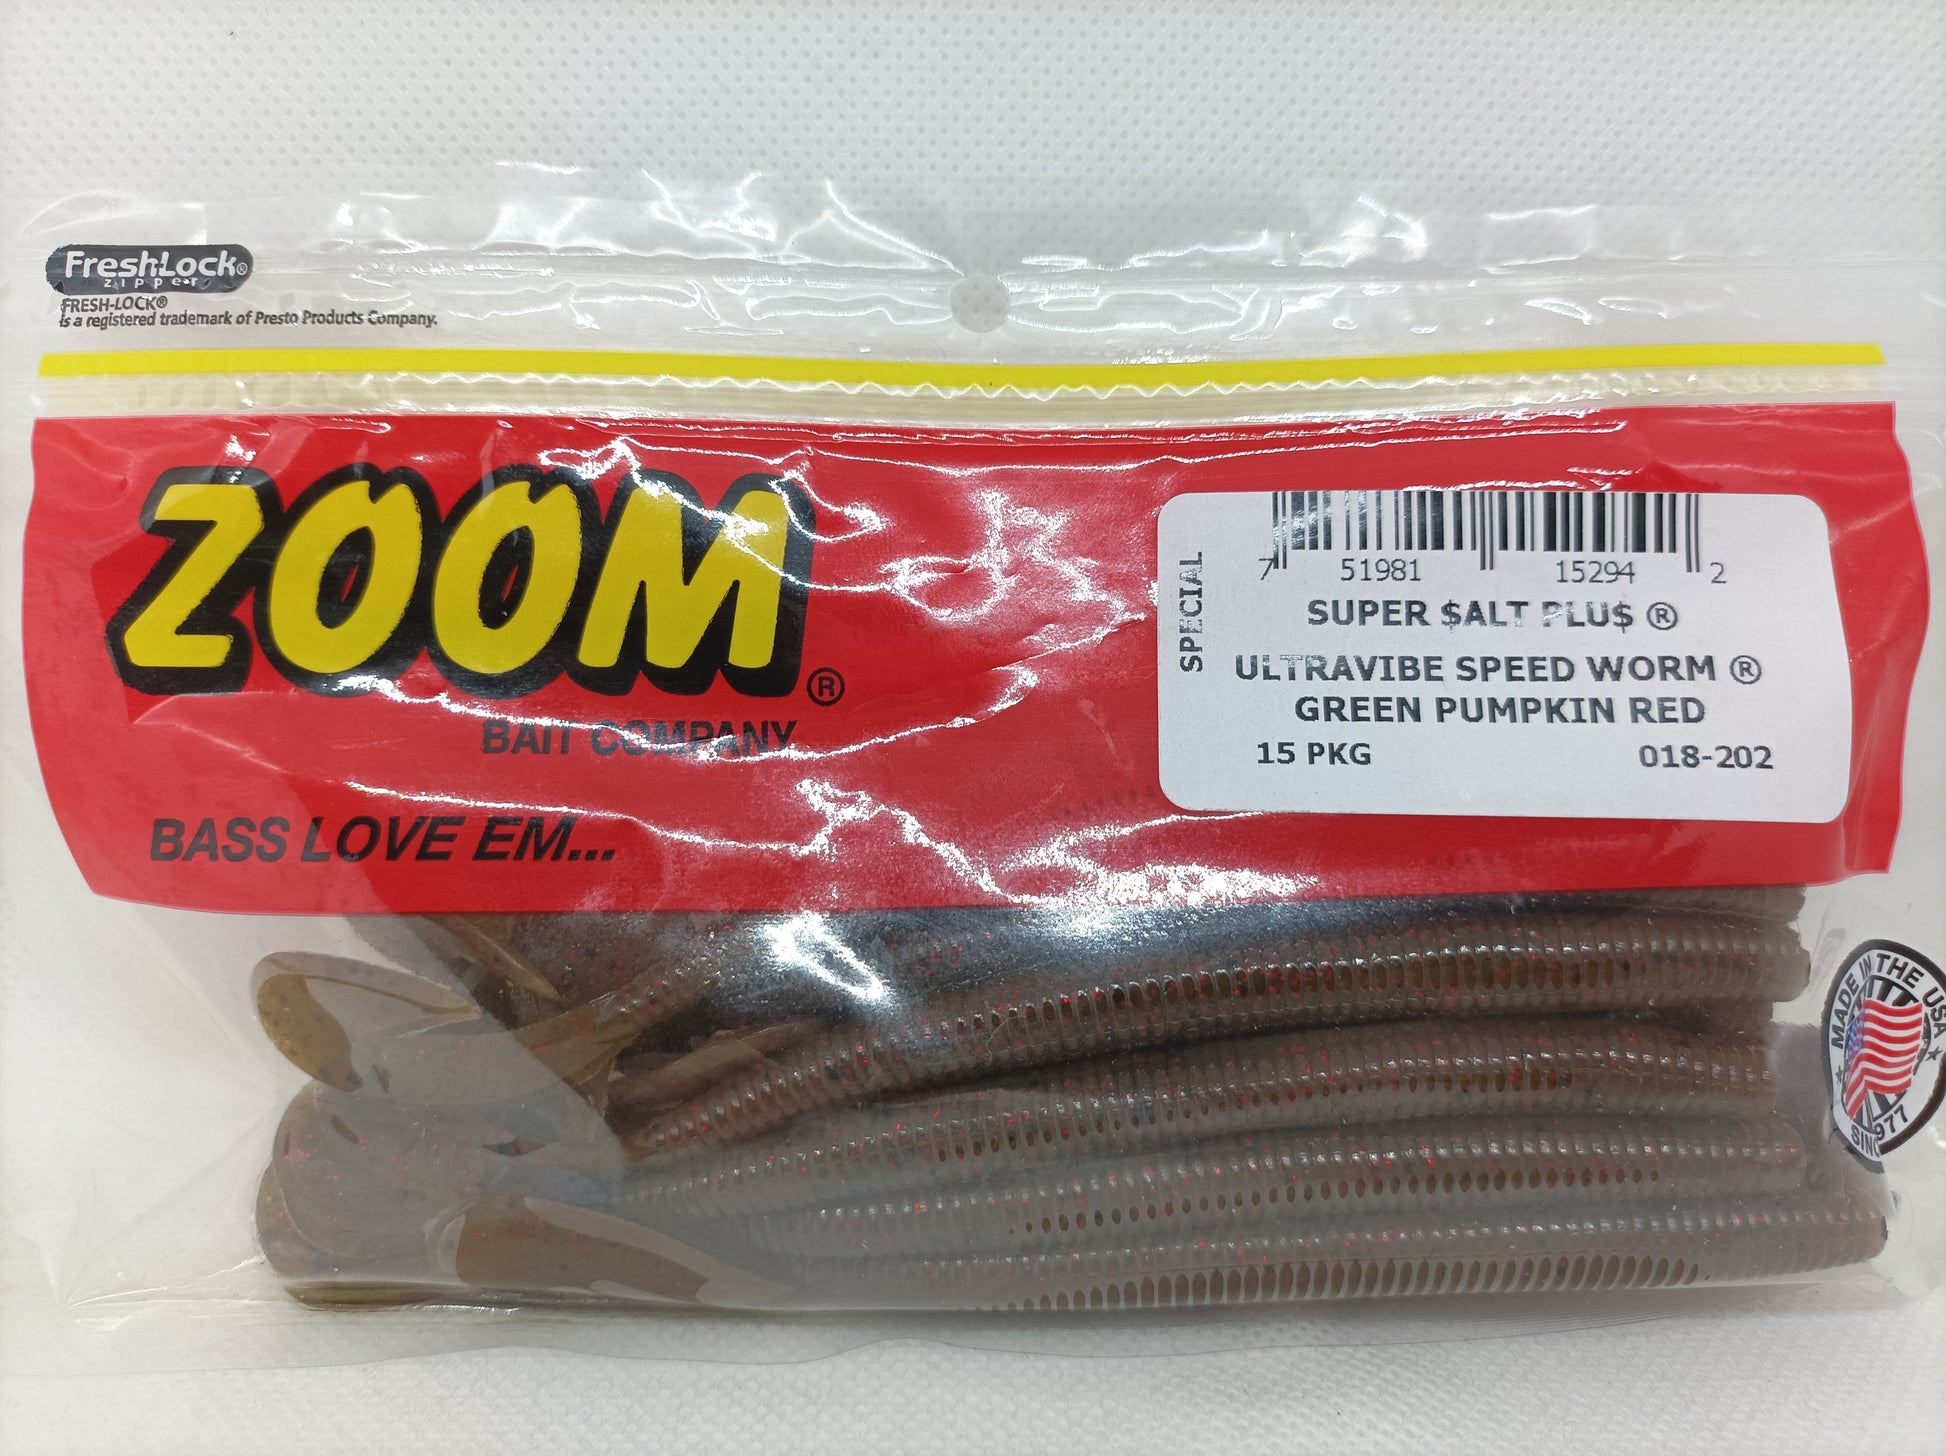 FreshLock®
zipper
FRESH-LOCK®
is a registered trademark of Presto Products Company.
ZOOM®
BAIT COMPANY
BASS LOVE EM...
SPECIAL
7 51981 15294 2
SUPER $ALT PLU$ ®
ULTRAVIBE SPEED WORM ®
GREEN PUMPKIN RED
15 PKG 018-202
MADE IN THE USA